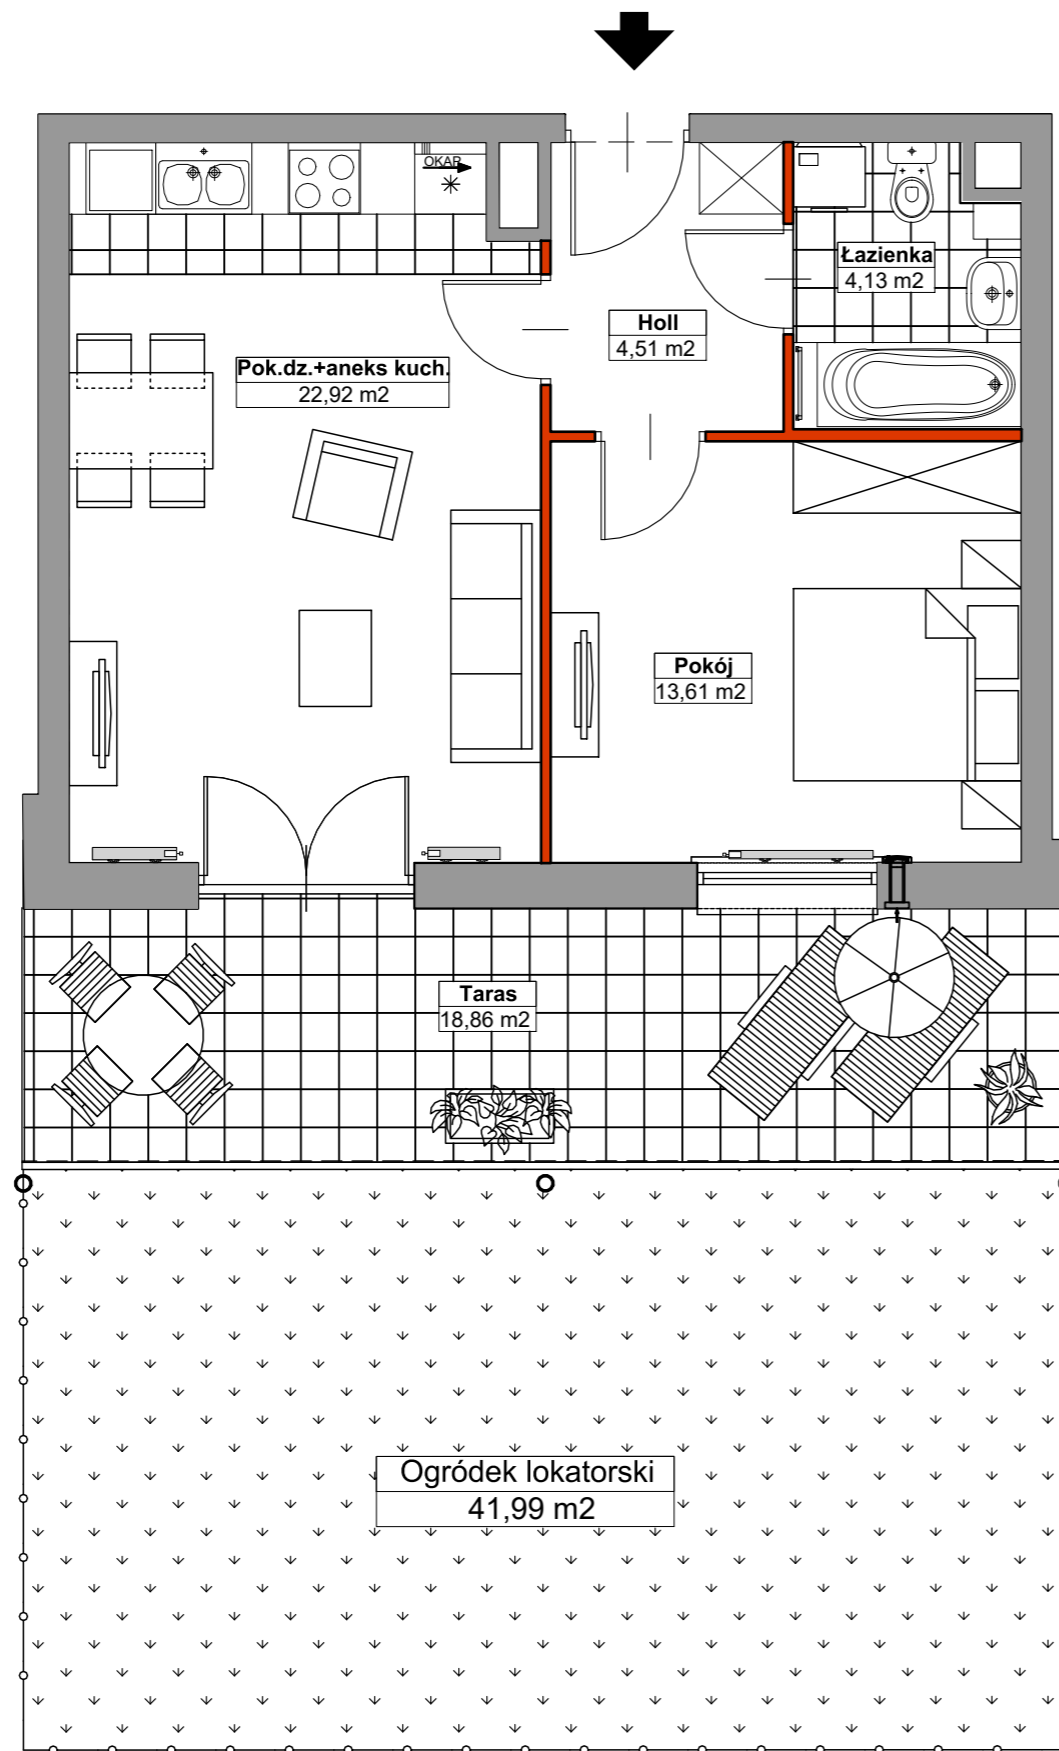 OKAP
Łazienka
4,13 m2
Holl
4,51 m2
Pok.dz.+aneks kuch.
22,92 m2
Pokój
13,61 m2
Taras
18,86 m2
Ogródek lokatorski
41,99 m2